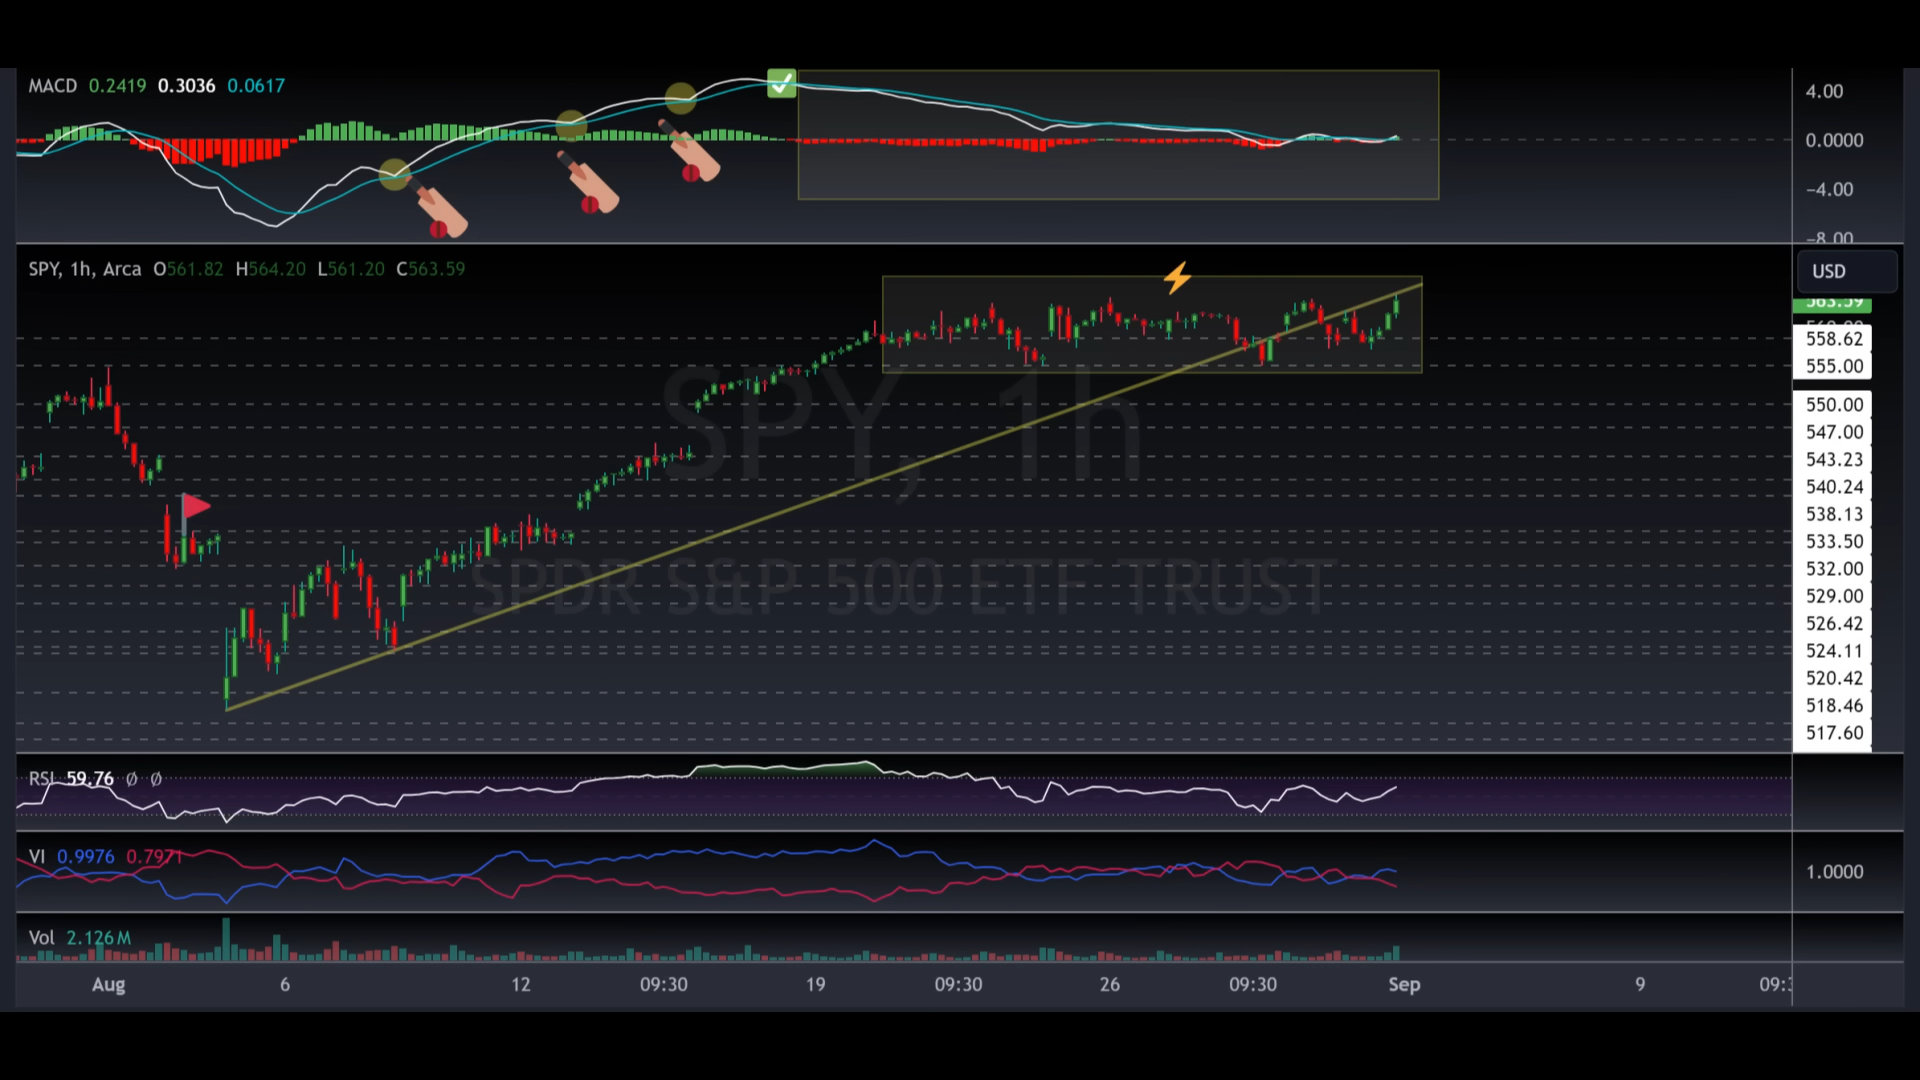 MACD 0.2419 0.3036 0.0617
4.00
0.0000
−4.00
−8.00
SPY, 1h, Arca O561.82 H564.20 L561.20 C563.59
USD
563.59
558.62
555.00
550.00
547.00
543.23
540.24
538.13
533.50
532.00
529.00
526.42
524.11
520.42
518.46
517.60
SPY, 1h
SPDR S&P 500 ETF TRUST
RSI 59.76 Ø Ø
VI 0.9976 0.7971
1.0000
Vol 2.126M
Aug 6 12 09:30 19 09:30 26 09:30 Sep 9